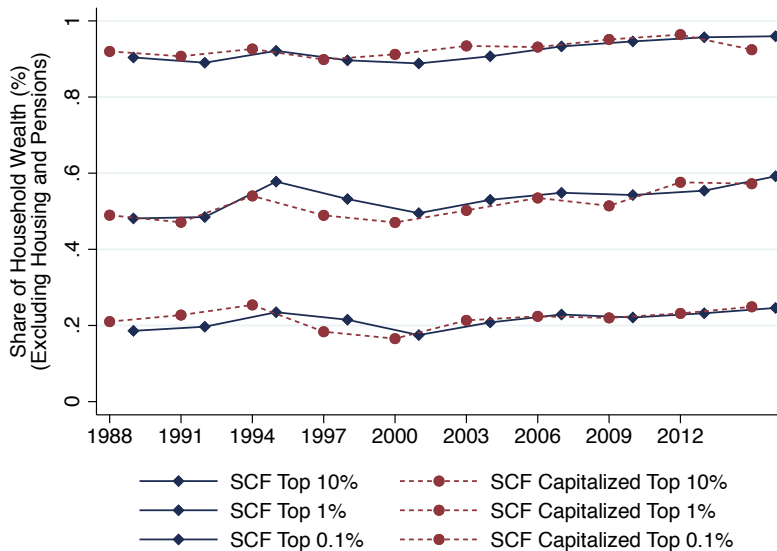 Share of Household Wealth (%)
(Excluding Housing and Pensions)
1
.8
.6
.4
.2
0
1988 1991 1994 1997 2000 2003 2006 2009 2012
SCF Top 10% SCF Capitalized Top 10%
SCF Top 1% SCF Capitalized Top 1%
SCF Top 0.1% SCF Capitalized Top 0.1%